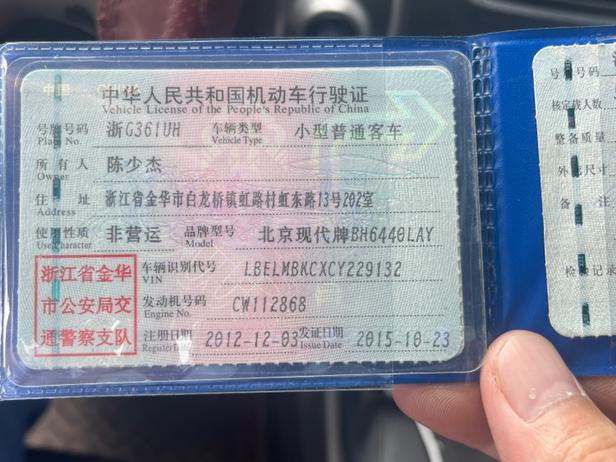 中华人民共和国机动车行驶证
Vehicle License of the People's Republic of China
号牌号码 浙G361UH 车辆类型 小型普通客车
Plate No. Vehicle Type
所有人 陈少杰
Owner
住址 浙江省金华市白龙桥镇虹路村虹东路13号202室
Address
使用性质 非营运 品牌型号 北京现代牌BH6440LAY
Use Character Model
浙江省金华
市公安局交
通警察支队
车辆识别代号 LBELMBKCXCY229132
VIN
发动机号码 CW112868
Engine No.
注册日期 2012-12-03 发证日期 2015-10-23
Register Date Issue Date
号牌号码
核定载人数
整备质量
外廓尺寸
备注
检验记录